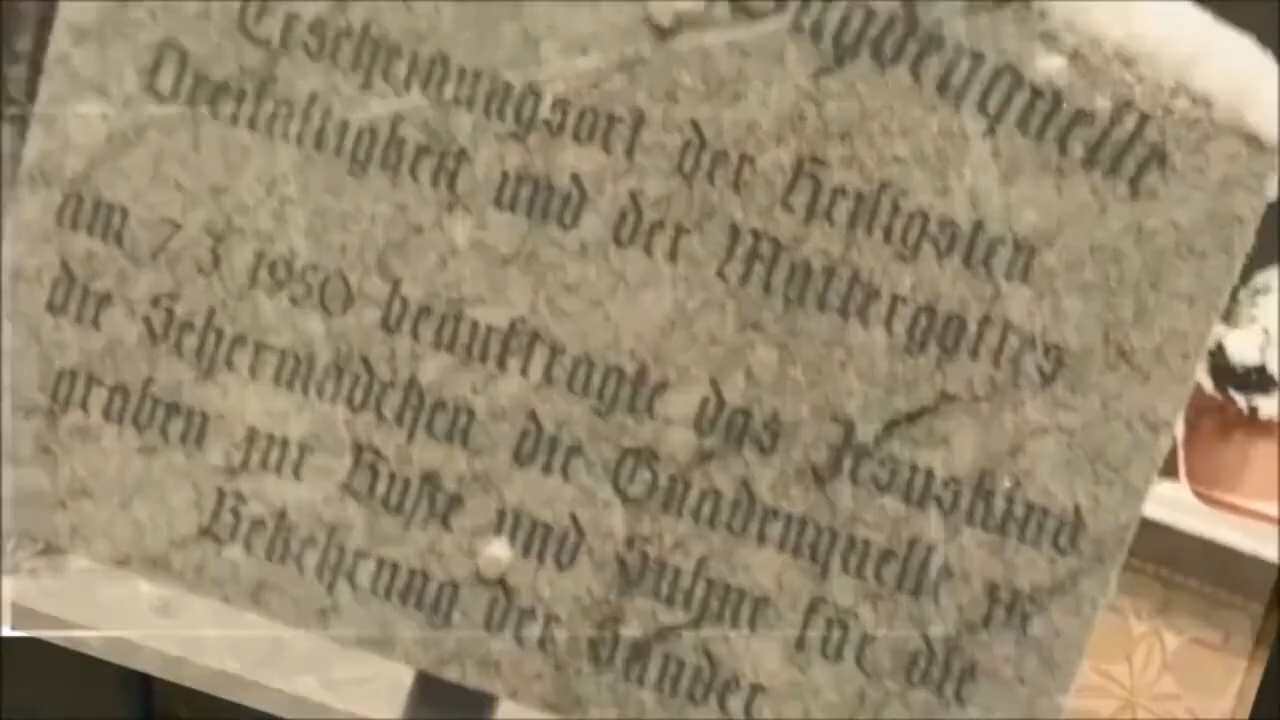 Gnadenquelle
Erscheinungsort der Heiligsten
Dreifaltigkeit und der Muttergottes
am 7 3 1950 beauftragte das Jesuskind
die Sehermädchen die Gnadenquelle zu
graben zur Buße und Sühne für die
Bekehrung der Sünder